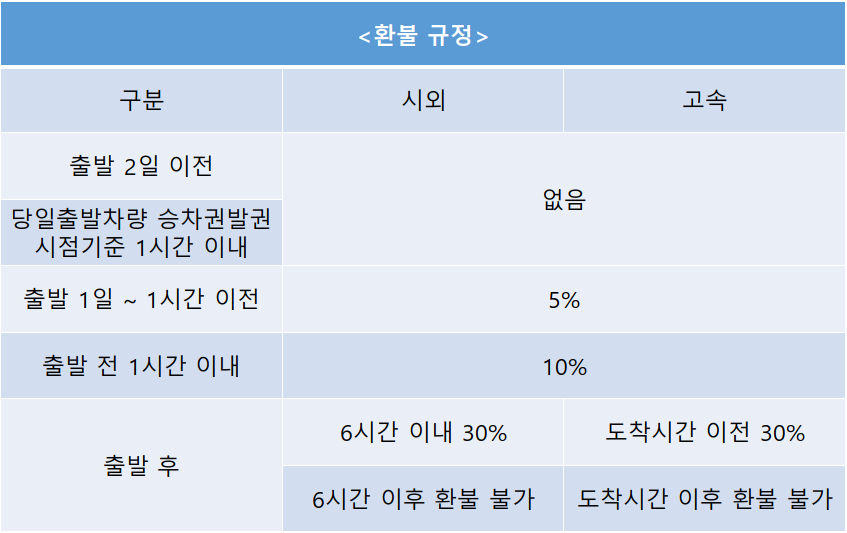 <환불 규정>
구분
시외
고속
출발 2일 이전
없음
당일출발차량 승차권발권
시점기준 1시간 이내
출발 1일 ~ 1시간 이전
5%
출발 전 1시간 이내
10%
출발 후
6시간 이내 30%
도착시간 이전 30%
6시간 이후 환불 불가
도착시간 이후 환불 불가